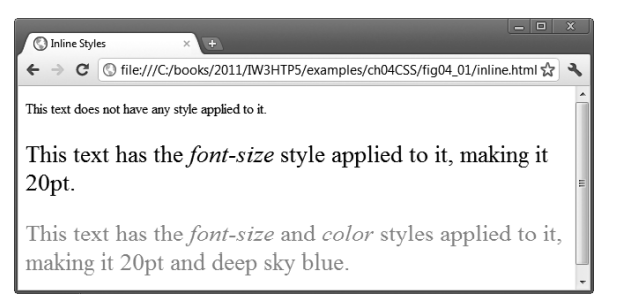 Inline Styles
file:///C:/books/2011/IW3HTP5/examples/ch04CSS/fig04_01/inline.html
This text does not have any style applied to it.
This text has the font-size style applied to it, making it
20pt.
This text has the font-size and color styles applied to it,
making it 20pt and deep sky blue.